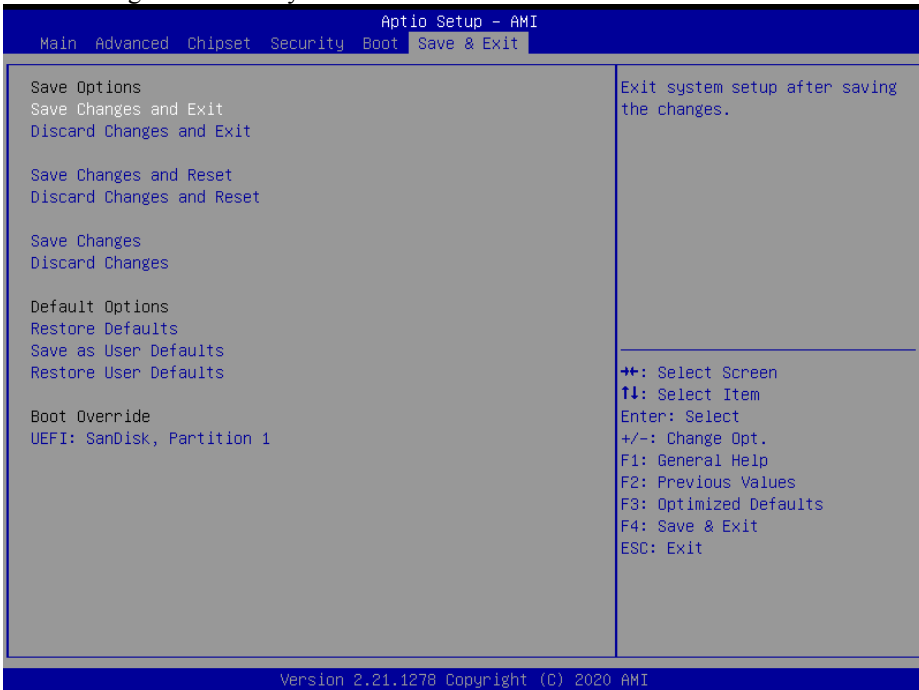 Aptio Setup – AMI
Main Advanced Chipset Security Boot Save & Exit
Save Options
Save Changes and Exit
Discard Changes and Exit
Save Changes and Reset
Discard Changes and Reset
Save Changes
Discard Changes
Default Options
Restore Defaults
Save as User Defaults
Restore User Defaults
Boot Override
UEFI: SanDisk, Partition 1
Exit system setup after saving
the changes.
→←: Select Screen
↑↓: Select Item
Enter: Select
+/-: Change Opt.
F1: General Help
F2: Previous Values
F3: Optimized Defaults
F4: Save & Exit
ESC: Exit
Version 2.21.1278 Copyright (C) 2020 AMI